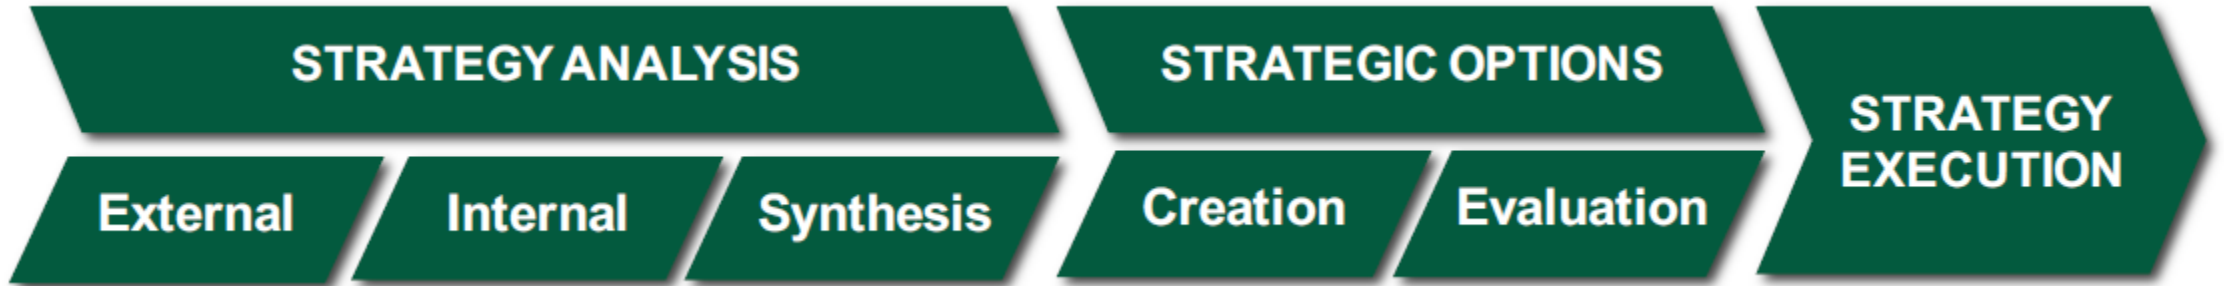 STRATEGY ANALYSIS
External
Internal
Synthesis
STRATEGIC OPTIONS
Creation
Evaluation
STRATEGY
EXECUTION